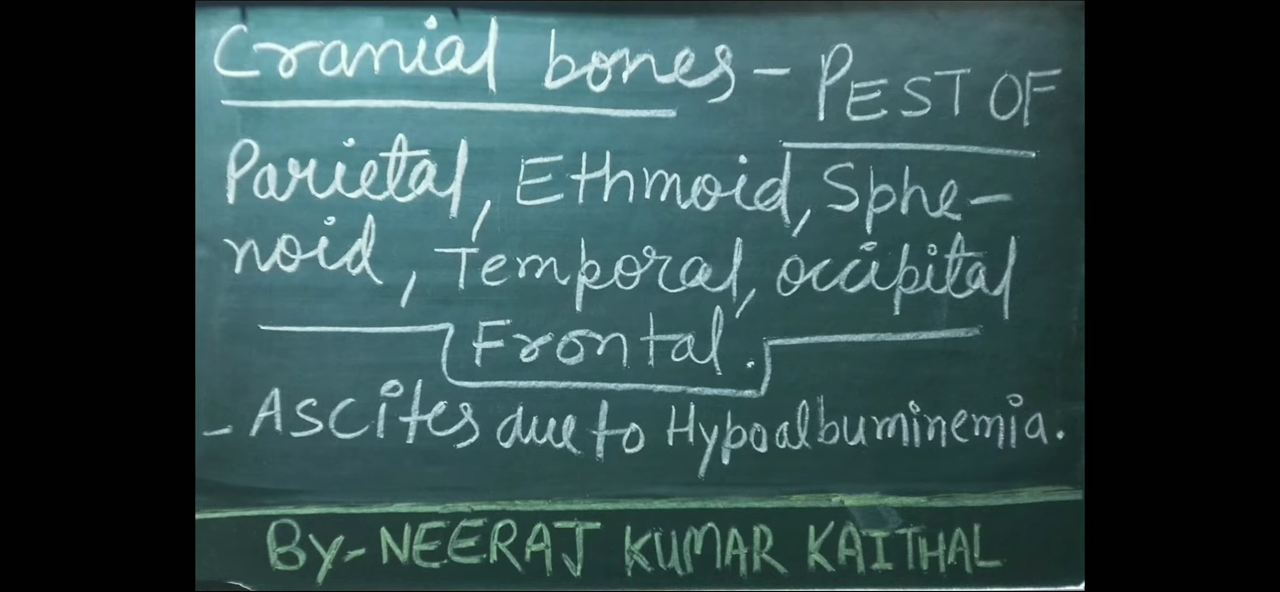 Cranial bones - PEST OF
Parietal, Ethmoid, Sphe-
noid, Temporal, occipital
Frontal.
- Ascites due to Hypoalbuminemia.
By- NEERAJ KUMAR KAITHAL